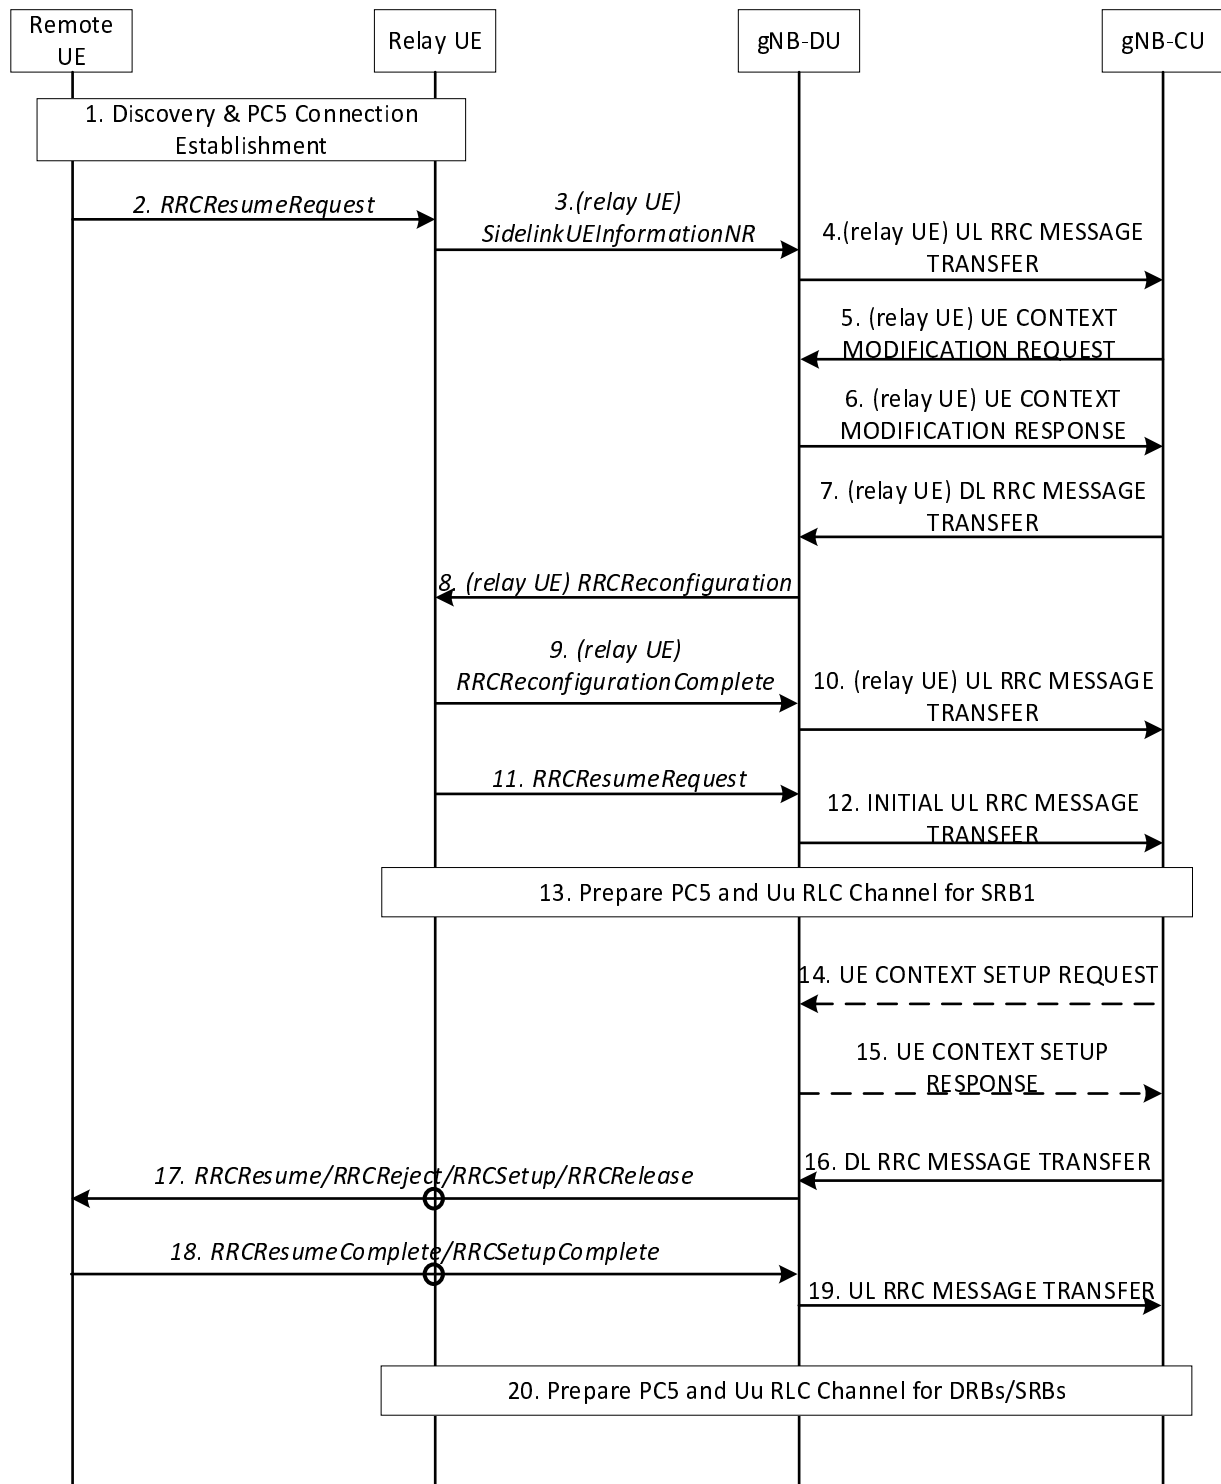 Remote
UE
Relay UE
gNB-DU
gNB-CU
1. Discovery & PC5 Connection
Establishment
2. RRCResumeRequest
3.(relay UE)
SidelinkUEInformationNR
4.(relay UE) UL RRC MESSAGE
TRANSFER
5. (relay UE) UE CONTEXT
MODIFICATION REQUEST
6. (relay UE) UE CONTEXT
MODIFICATION RESPONSE
7. (relay UE) DL RRC MESSAGE
TRANSFER
8. (relay UE) RRCReconfiguration
9. (relay UE)
RRCReconfigurationComplete
10. (relay UE) UL RRC MESSAGE
TRANSFER
11. RRCResumeRequest
12. INITIAL UL RRC MESSAGE
TRANSFER
13. Prepare PC5 and Uu RLC Channel for SRB1
14. UE CONTEXT SETUP REQUEST
15. UE CONTEXT SETUP
RESPONSE
16. DL RRC MESSAGE TRANSFER
17. RRCResume/RRCReject/RRCSetup/RRCRelease
18. RRCResumeComplete/RRCSetupComplete
19. UL RRC MESSAGE TRANSFER
20. Prepare PC5 and Uu RLC Channel for DRBs/SRBs